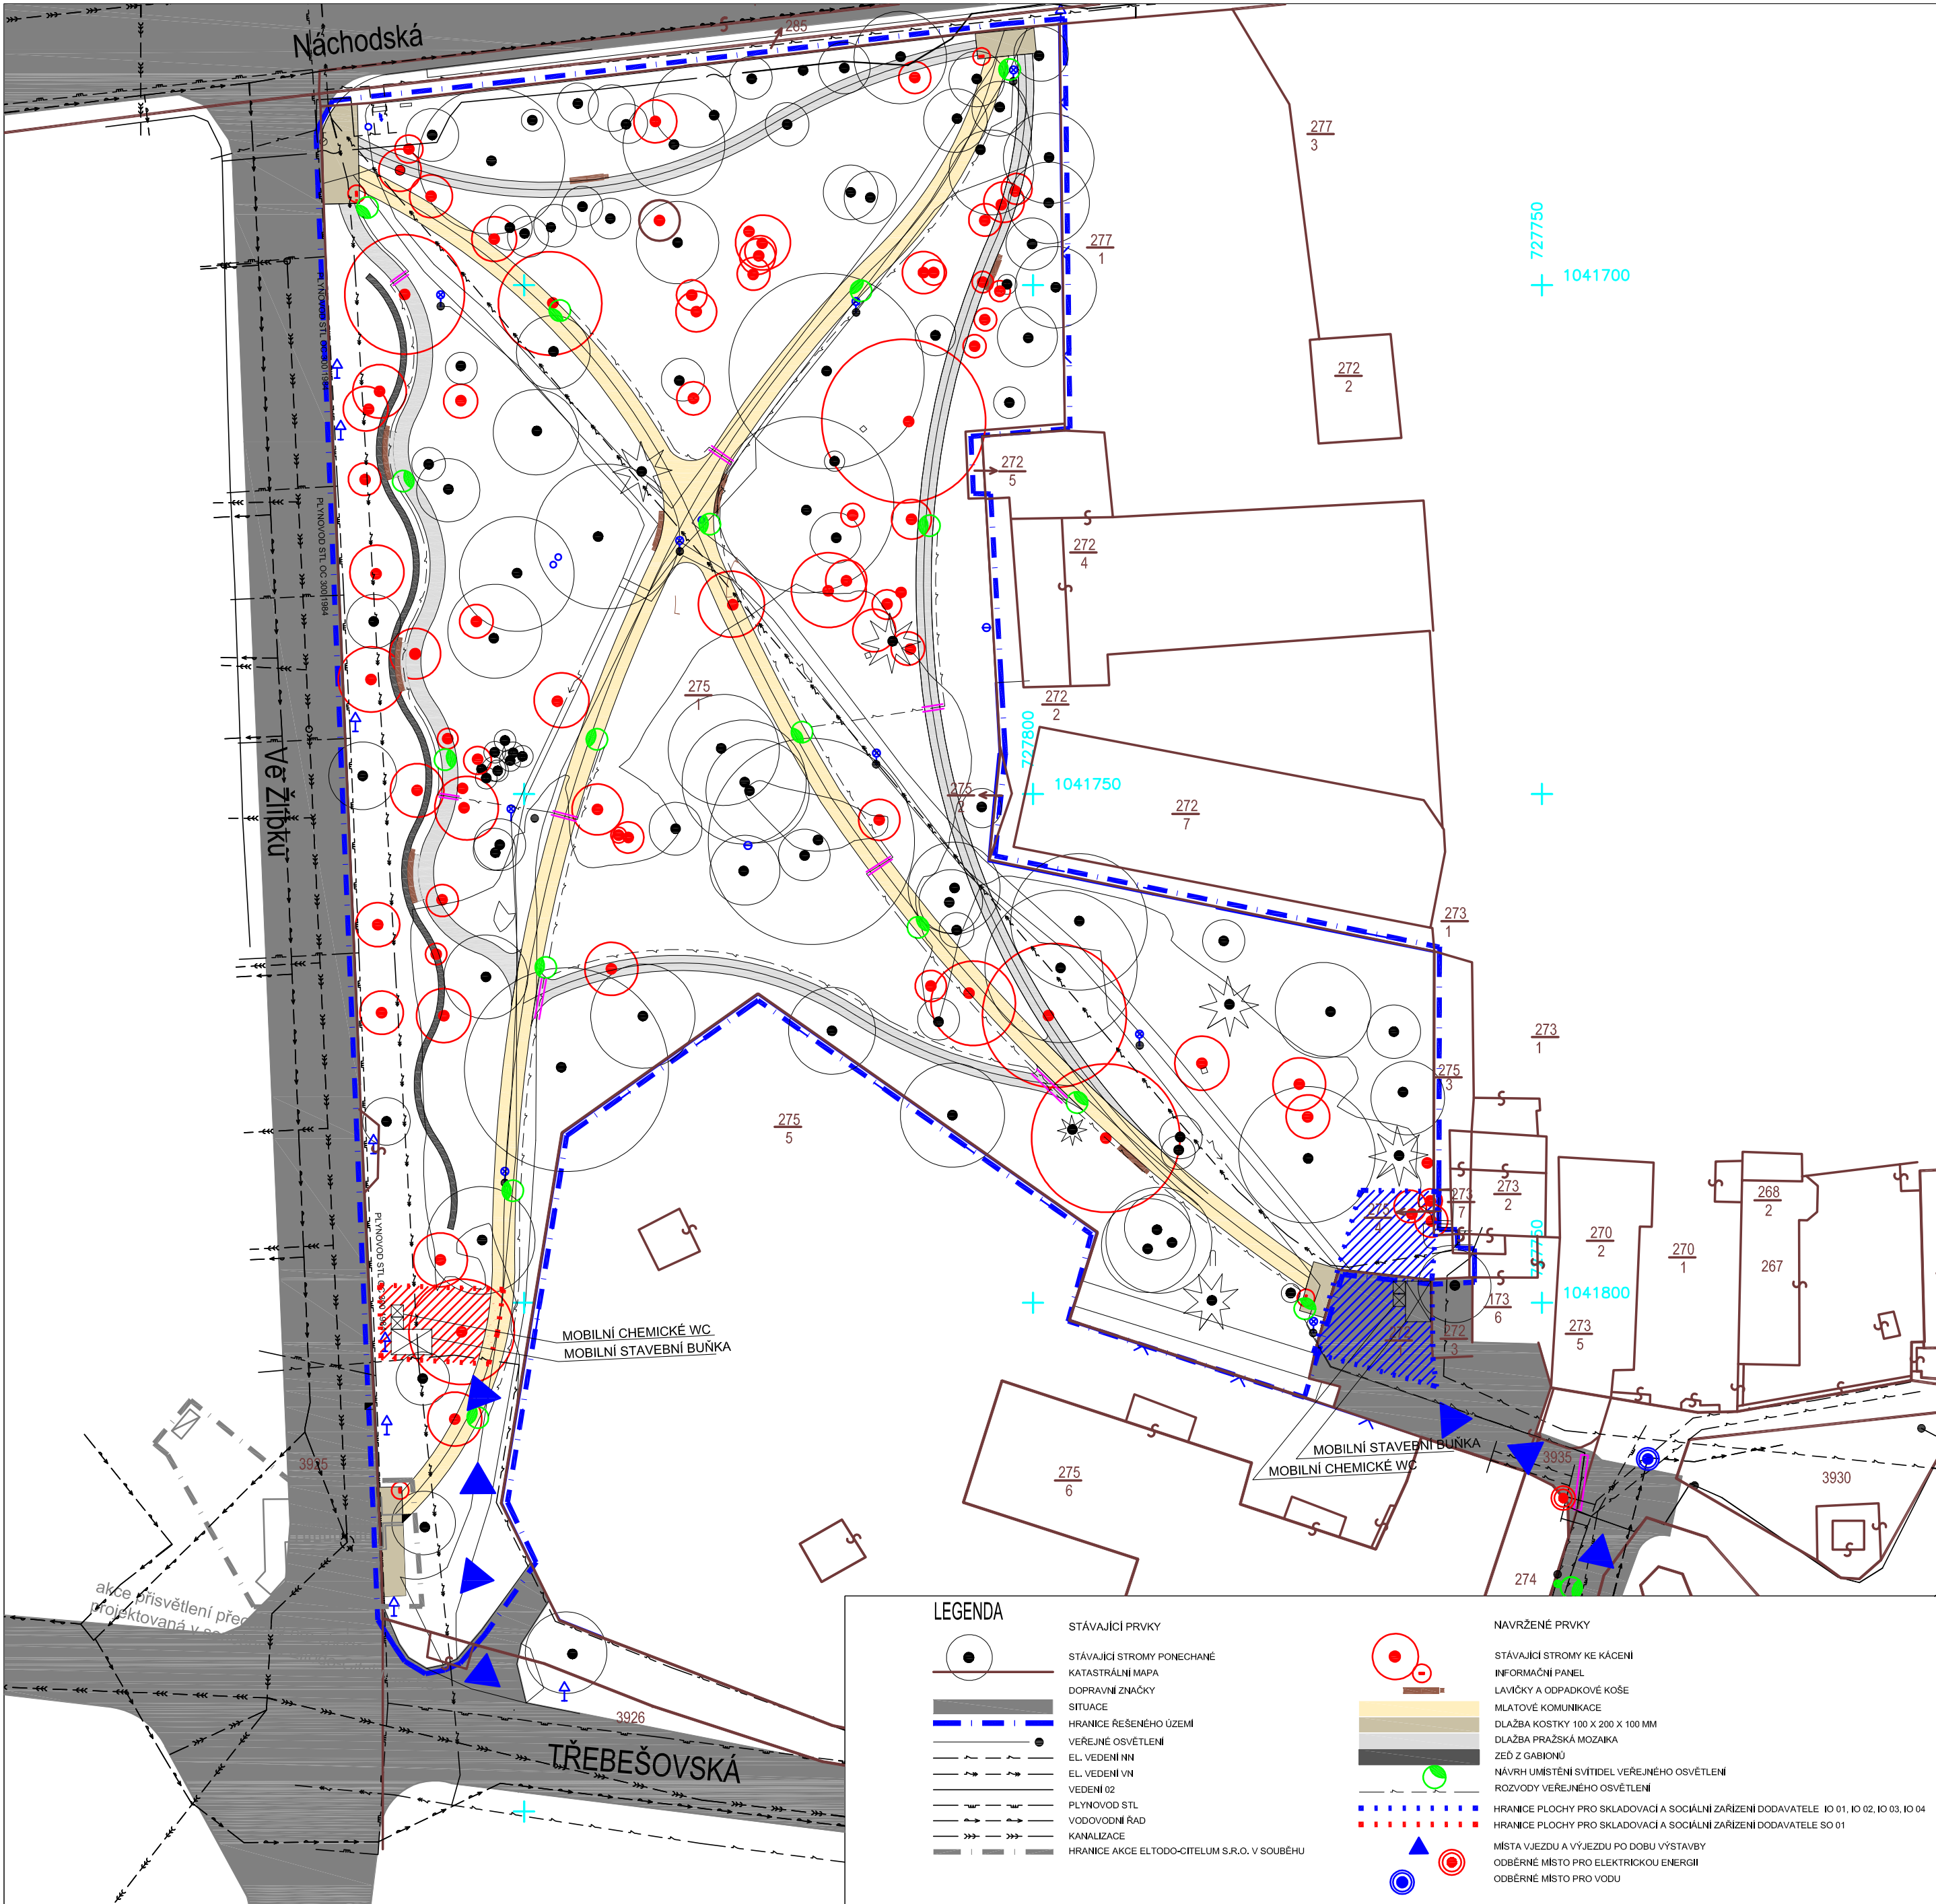 Náchodská
285
277
3
277
1
727750
1041700
272
2
272
5
272
4
PLYNOVOD STL OC 300/1984
Ve Žlíbku
275
1
272
2
727800
1041750
275
2
272
7
273
1
273
1
275
3
275
5
273
2
273
7
268
2
270
2
270
1
267
1041800
273
5
272
3
MOBILNÍ CHEMICKÉ WC
MOBILNÍ STAVEBNÍ BUŇKA
MOBILNÍ STAVEBNÍ BUŇKA
MOBILNÍ CHEMICKÉ WC
3925
3935
3930
275
6
274
akce přisvětlení
projektovaná v
3926
TŘEBEŠOVSKÁ
LEGENDA
STÁVAJÍCÍ PRVKY
STÁVAJÍCÍ STROMY PONECHANÉ
KATASTRÁLNÍ MAPA
DOPRAVNÍ ZNAČKY
SITUACE
HRANICE ŘEŠENÉHO ÚZEMÍ
VEŘEJNÉ OSVĚTLENÍ
EL. VEDENÍ NN
EL. VEDENÍ VN
VEDENÍ 02
PLYNOVOD STL
VODOVODNÍ ŘAD
KANALIZACE
HRANICE AKCE ELTODO-CITELUM S.R.O. V SOUBĚHU
NAVRŽENÉ PRVKY
STÁVAJÍCÍ STROMY KE KÁCENÍ
INFORMAČNÍ PANEL
LAVIČKY A ODPADKOVÉ KOŠE
MLATOVÉ KOMUNIKACE
DLAŽBA KOSTKY 100 X 200 X 100 MM
DLAŽBA PRAŽSKÁ MOZAIKA
ZEĎ Z GABIONŮ
NÁVRH UMÍSTĚNÍ SVÍTIDEL VEŘEJNÉHO OSVĚTLENÍ
ROZVODY VEŘEJNÉHO OSVĚTLENÍ
HRANICE PLOCHY PRO SKLADOVACÍ A SOCIÁLNÍ ZAŘÍZENÍ DODAVATELE IO 01, IO 02, IO 03, IO 04
HRANICE PLOCHY PRO SKLADOVACÍ A SOCIÁLNÍ ZAŘÍZENÍ DODAVATELE SO 01
MÍSTA VJEZDU A VÝJEZDU PO DOBU VÝSTAVBY
ODBĚRNÉ MÍSTO PRO ELEKTRICKOU ENERGII
ODBĚRNÉ MÍSTO PRO VODU